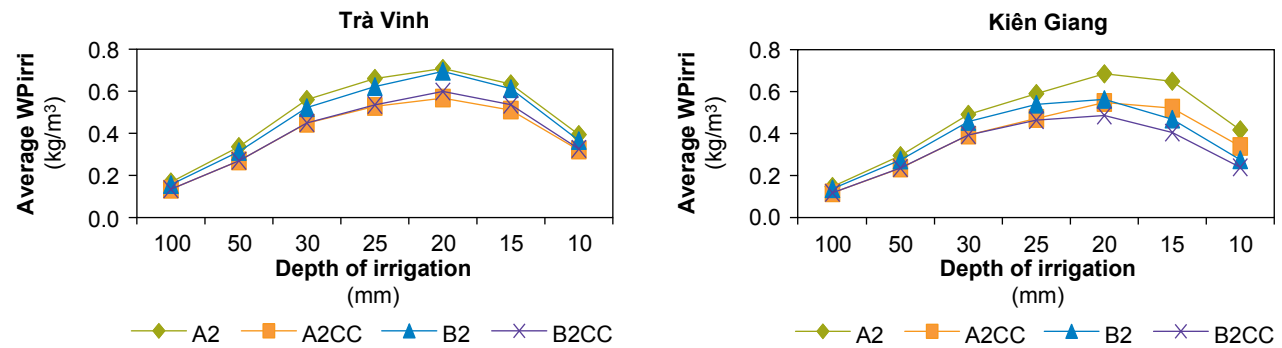 Trà Vinh
Average WPirri
(kg/m³)
0.8
0.6
0.4
0.2
0.0
100 50 30 25 20 15 10
Depth of irrigation
(mm)
A2 A2CC B2 B2CC
Kiên Giang
Average WPirri
(kg/m³)
0.8
0.6
0.4
0.2
0.0
100 50 30 25 20 15 10
Depth of irrigation
(mm)
A2 A2CC B2 B2CC